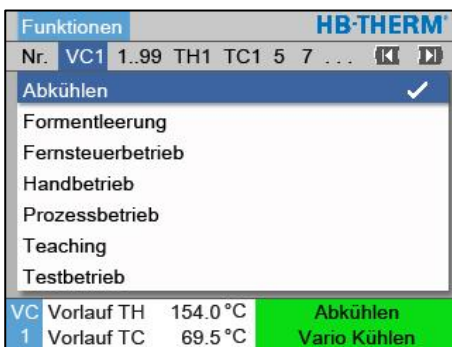 Funktionen HB-THERM®
Nr. VC1 1..99 TH1 TC1 5 7 ...
Abkühlen
Formentleerung
Fernsteuerbetrieb
Handbetrieb
Prozessbetrieb
Teaching
Testbetrieb
VC Vorlauf TH 154.0 °C Abkühlen
1 Vorlauf TC 69.5 °C Vario Kühlen